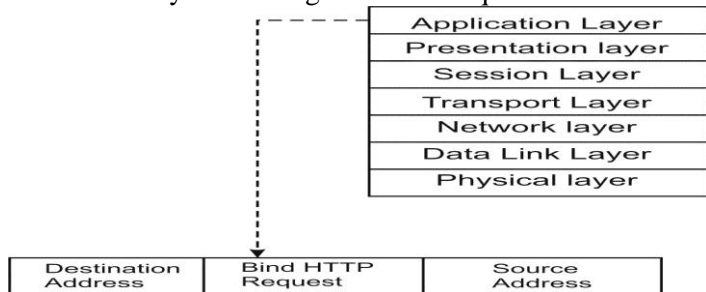 Application Layer
Presentation layer
Session Layer
Transport Layer
Network layer
Data Link Layer
Physical layer
Destination Address
Bind HTTP Request
Source Address